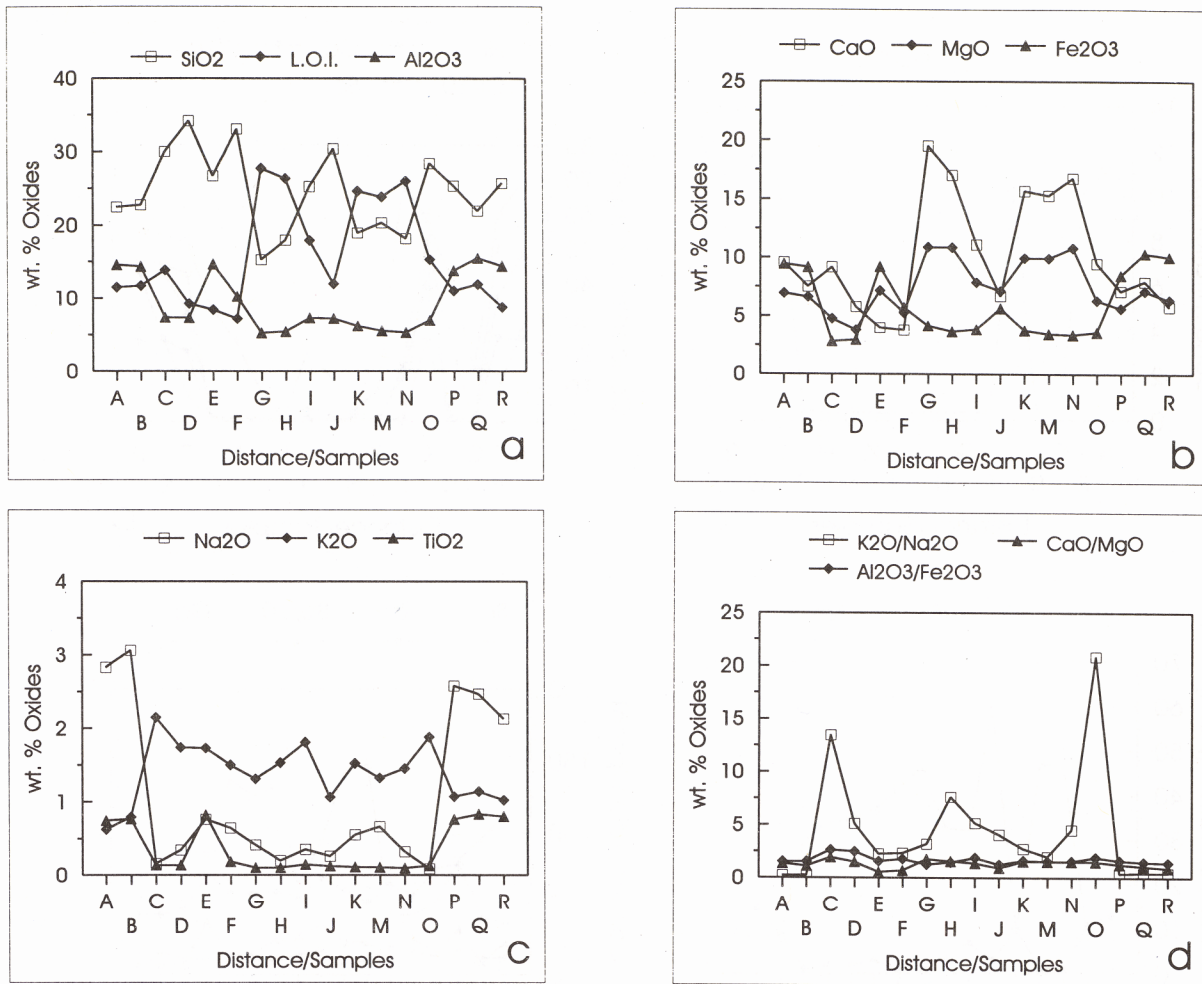 SiO2 L.O.I. Al2O3
40
30
20
10
0
wt. % Oxides
A C E G I K N P R
B D F H J M O Q
Distance/Samples
a
CaO MgO Fe2O3
25
20
15
10
5
0
wt. % Oxides
A C E G I K N P R
B D F H J M O Q
Distance/Samples
b
Na2O K2O TiO2
4
3
2
1
0
wt. % Oxides
A C E G I K N P R
B D F H J M O Q
Distance/Samples
c
K2O/Na2O CaO/MgO
Al2O3/Fe2O3
25
20
15
10
5
0
wt. % Oxides
A C E G I K N P R
B D F H J M O Q
Distance/Samples
d